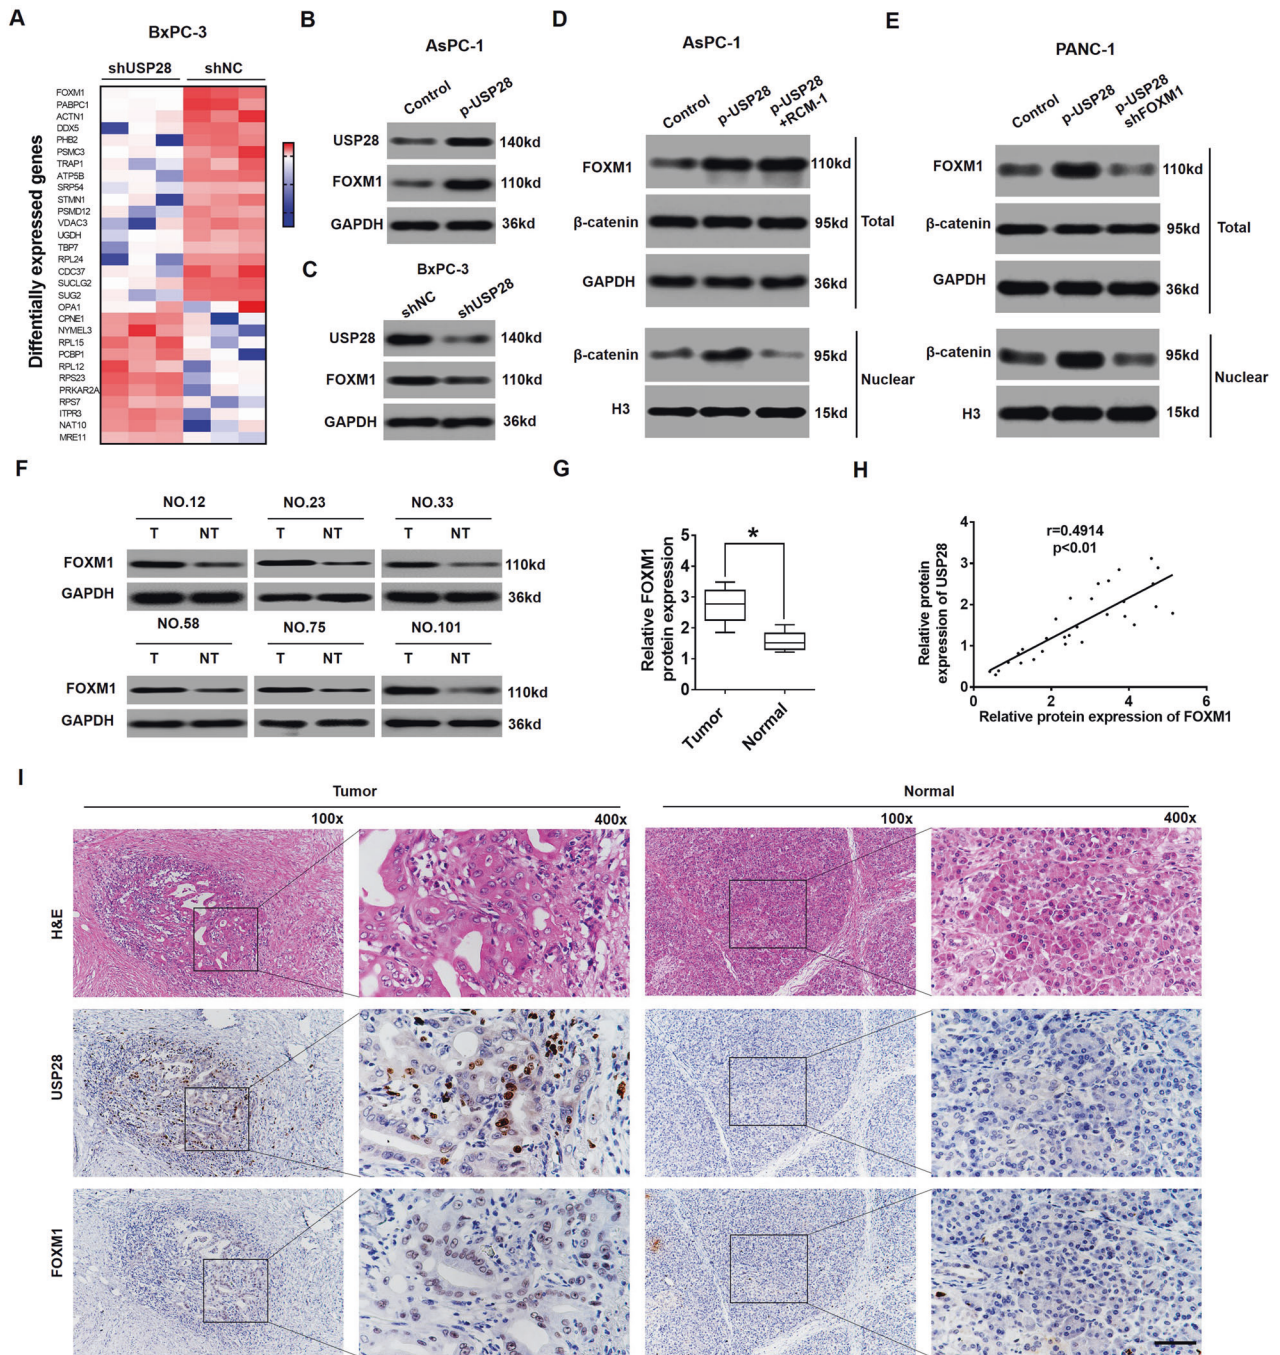 A
BxPC-3
shUSP28 shNC
Diffentially expressed genes
FOXM1
PABPC1
ACTN1
DDX5
PHB2
PSMC3
TRAP1
ATP5B
SRP54
STMN1
PSMD12
VDAC3
UGDH
TBP7
RPL24
CDC37
SUCLG2
SUG2
OPA1
CPNE1
NYMEL3
RPL15
PCBP1
RPL12
RPS23
PRKAR2A
RPS7
ITPR3
NAT10
MRE11
B
AsPC-1
Control p-USP28
USP28 140kd
FOXM1 110kd
GAPDH 36kd
C
BxPC-3
shNC shUSP28
USP28 140kd
FOXM1 110kd
GAPDH 36kd
D
AsPC-1
Control p-USP28 p-USP28
+RCM-1
FOXM1 110kd
β-catenin 95kd
Total
GAPDH 36kd
β-catenin 95kd
Nuclear
H3 15kd
E
PANC-1
Control p-USP28 p-USP28
shFOXM1
FOXM1 110kd
β-catenin 95kd
Total
GAPDH 36kd
β-catenin 95kd
Nuclear
H3 15kd
F
NO.12 NO.23 NO.33
T NT T NT T NT
FOXM1 110kd
GAPDH 36kd
NO.58 NO.75 NO.101
T NT T NT T NT
FOXM1 110kd
GAPDH 36kd
G
Relative FOXM1
protein expression
5
4
3
2
1
0
*
Tumor Normal
H
Relative protein
expression of USP28
r=0.4914
p<0.01
4
3
2
1
0
0 2 4 6
Relative protein expression of FOXM1
I
Tumor Normal
100x 400x 100x 400x
H&E
USP28
FOXM1